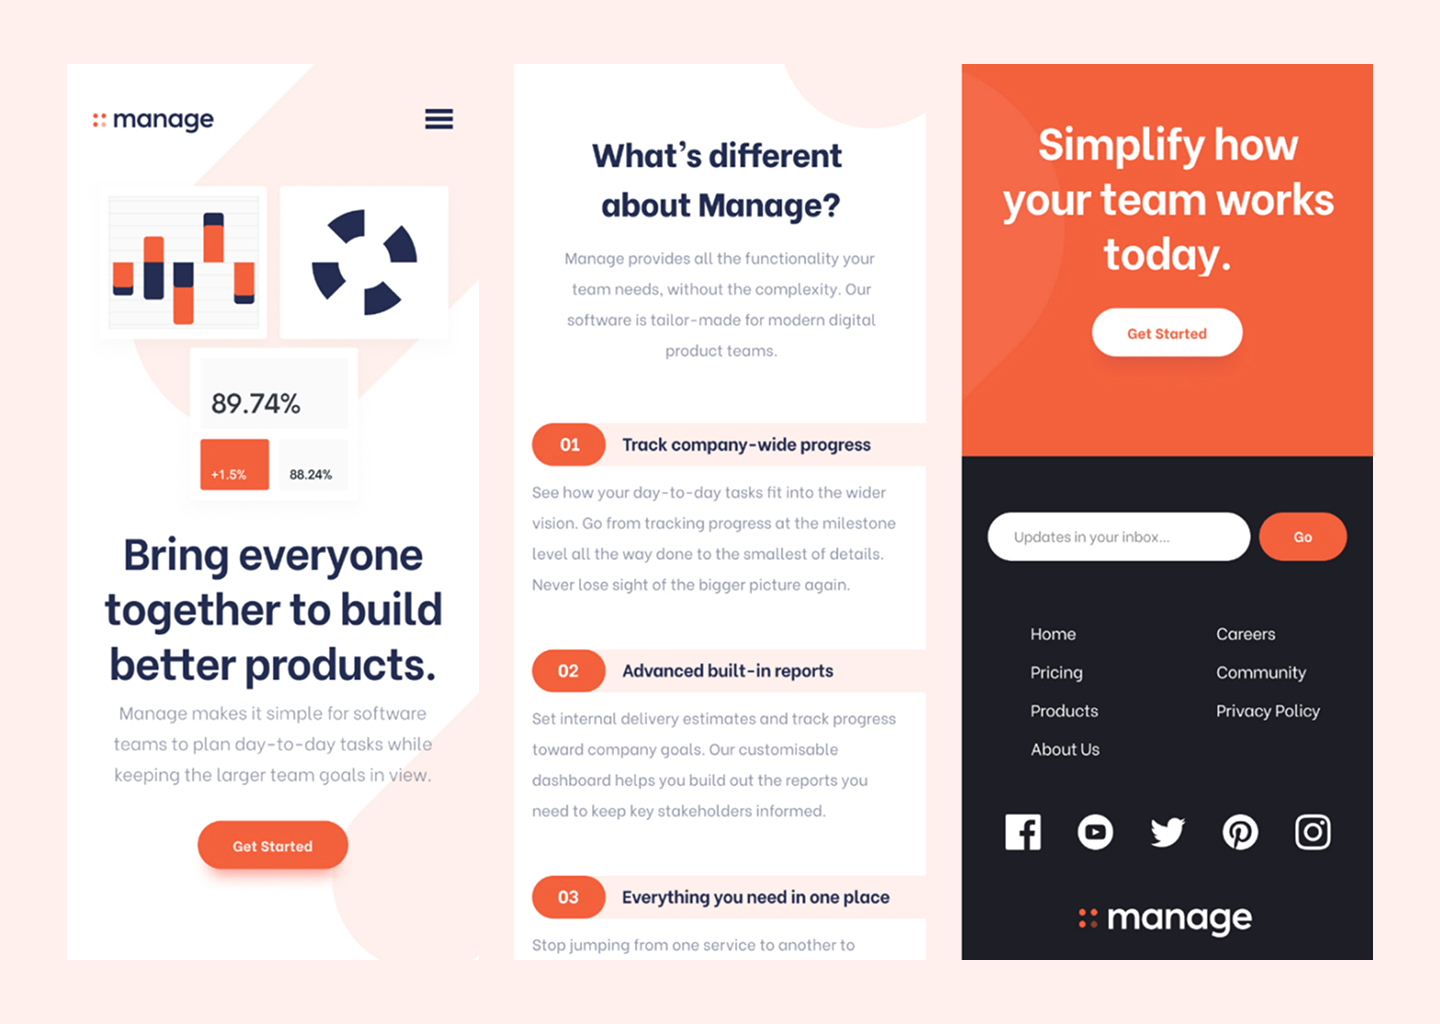 manage
89.74%
+1.5%
88.24%
Bring everyone
together to build
better products.
Manage makes it simple for software
teams to plan day-to-day tasks while
keeping the larger team goals in view.
Get Started
What's different
about Manage?
Manage provides all the functionality your
team needs, without the complexity. Our
software is tailor-made for modern digital
product teams.
01 Track company-wide progress
See how your day-to-day tasks fit into the wider
vision. Go from tracking progress at the milestone
level all the way done to the smallest of details.
Never lose sight of the bigger picture again.
02 Advanced built-in reports
Set internal delivery estimates and track progress
toward company goals. Our customisable
dashboard helps you build out the reports you
need to keep key stakeholders informed.
03 Everything you need in one place
Stop jumping from one service to another to
Simplify how
your team works
today.
Get Started
Updates in your inbox... Go
Home
Pricing
Products
About Us
Careers
Community
Privacy Policy
manage